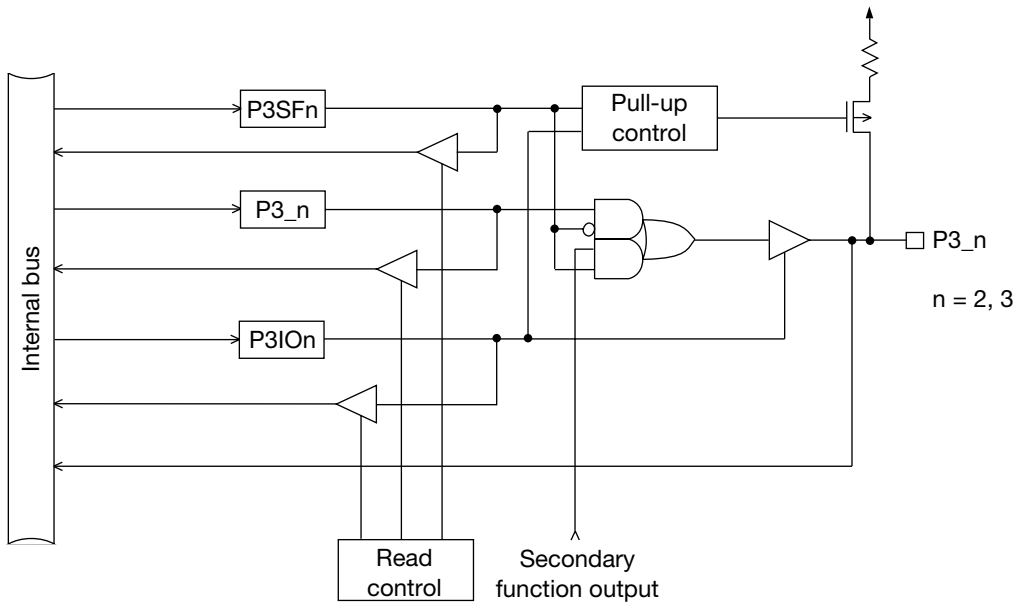 P3SFn
Pull-up
control
P3_n
P3_n
n = 2, 3
Internal bus
P3IOn
Read
control
Secondary
function output